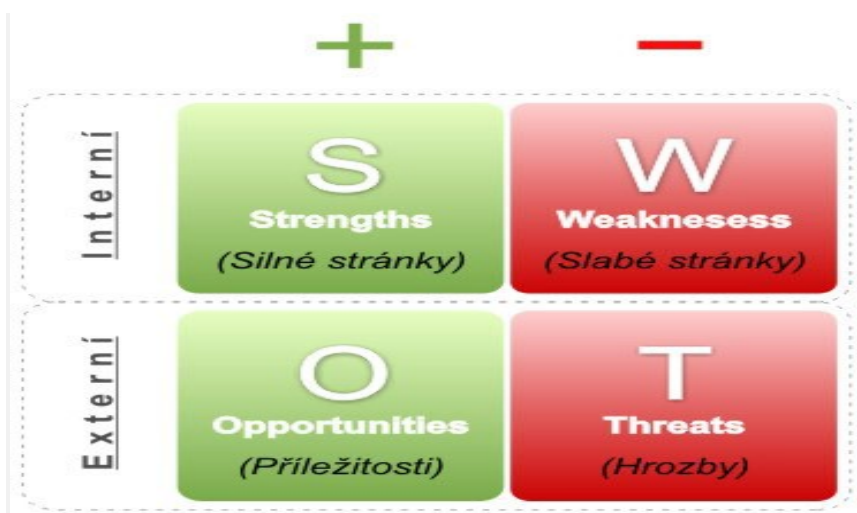 + −
Interní
S
Strengths
(Silné stránky)
W
Weaknesess
(Slabé stránky)
Externí
O
Opportunities
(Příležitosti)
T
Threats
(Hrozby)